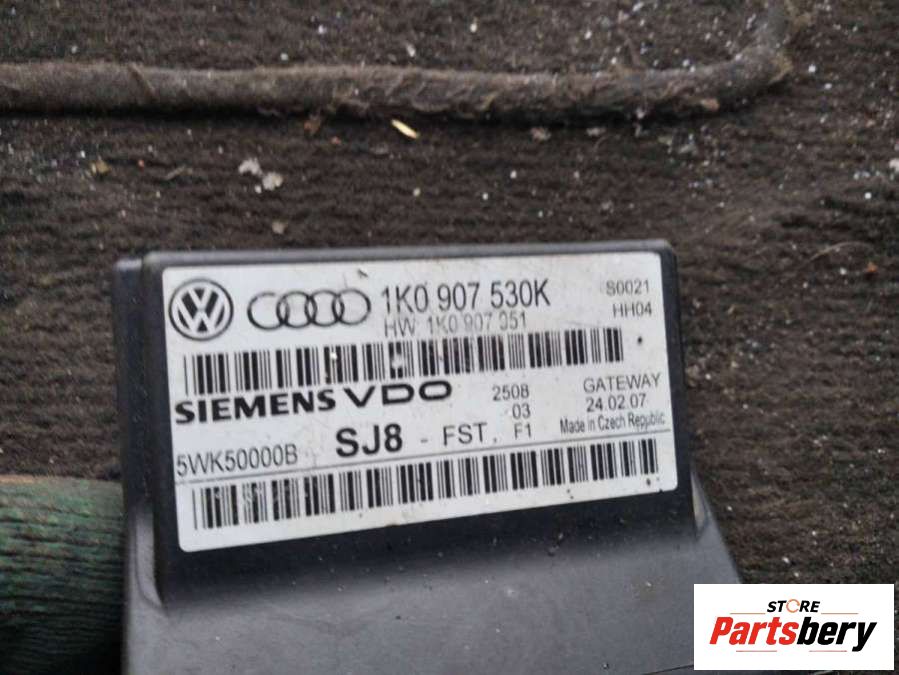 1K0 907 530K
S0021
HW: 1K0 907 951
HH04
SIEMENS VDO
2508
GATEWAY
03
24.02.07
5WK50000B
SJ8 - FST, F1
Made in Czech Republic
STORE
Partsbery